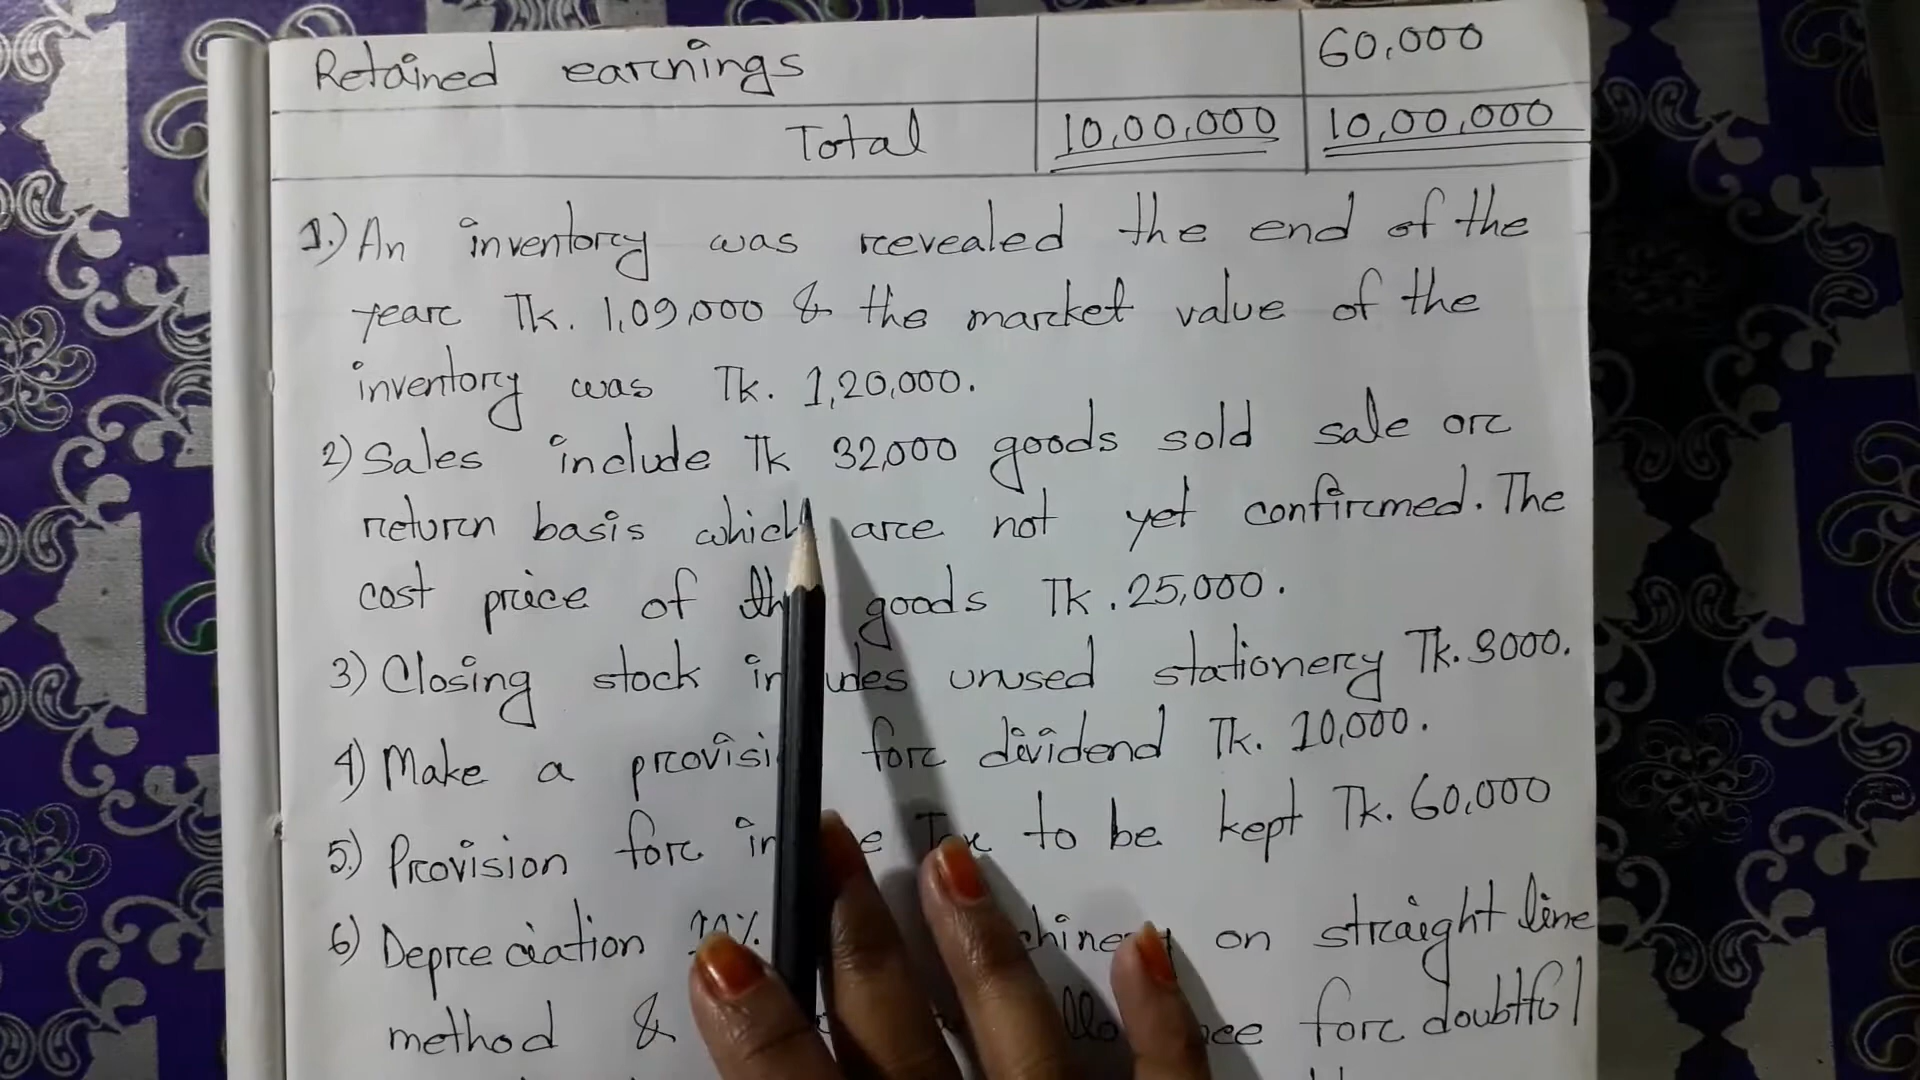 Retained earnings 60,000
Total 10,00,000 10,00,000
1.) An inventory was revealed the end of the
year Tk. 1,09,000 & the market value of the
inventory was Tk. 1,20,000.
2) Sales include Tk 32,000 goods sold sale or
return basis which are not yet confirmed. The
cost price of goods Tk. 25,000.
3) Closing stock unused stationery Tk. 3000.
4) Make a for dividend Tk. 10,000.
5.) Provision for to be kept Tk. 60,000
6) Depreciation on straight line
method & for doubtful